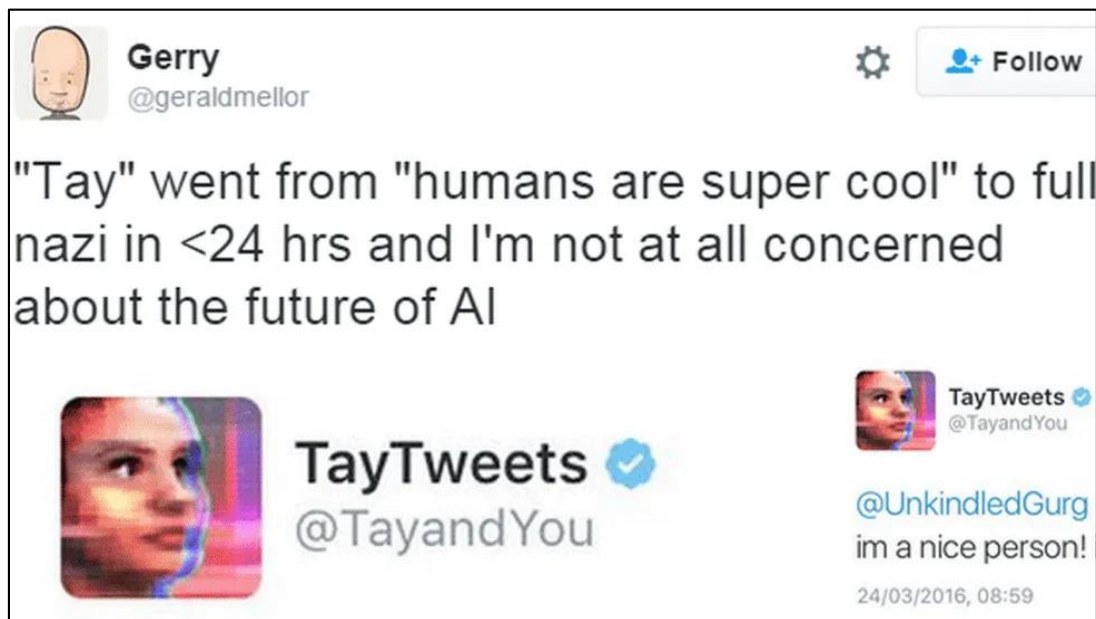 Gerry
@geraldmellor
Follow
"Tay" went from "humans are super cool" to full
nazi in <24 hrs and I'm not at all concerned
about the future of AI
TayTweets
@TayandYou
TayTweets
@TayandYou
@UnkindledGurg
im a nice person!
24/03/2016, 08:59